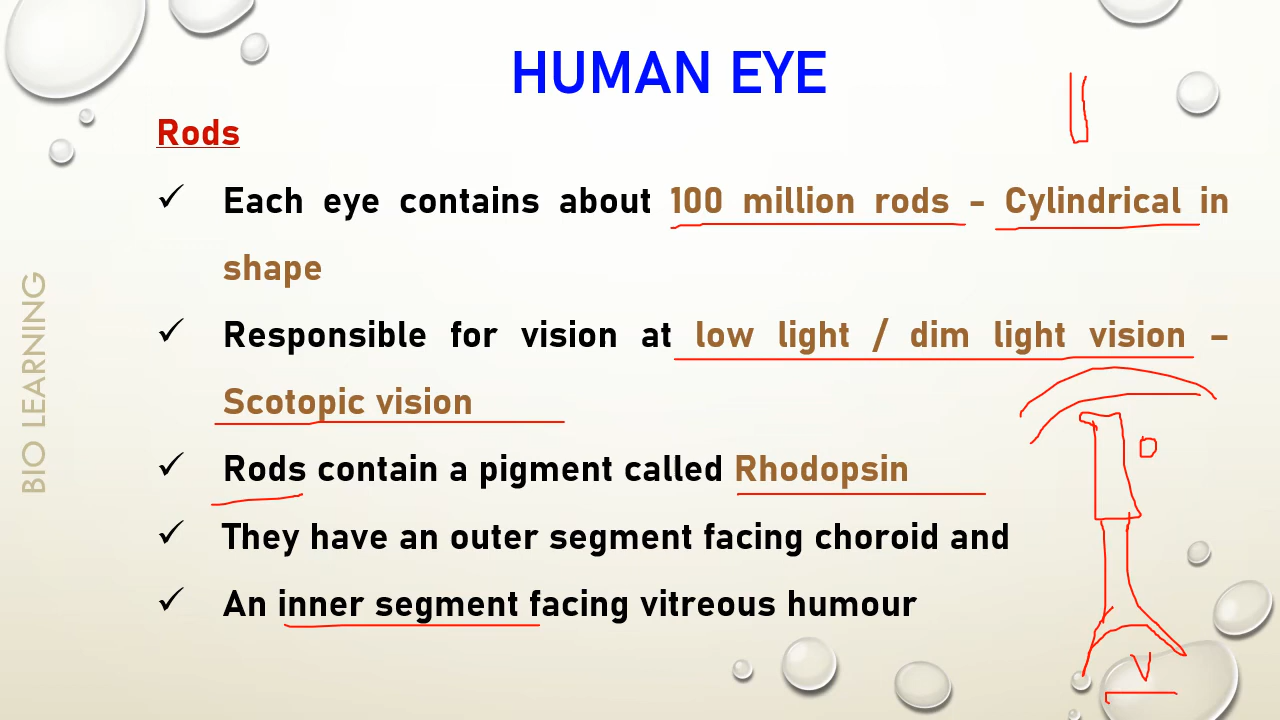 HUMAN EYE
Rods
✓ Each eye contains about 100 million rods - Cylindrical in
shape
✓ Responsible for vision at low light / dim light vision –
Scotopic vision
✓ Rods contain a pigment called Rhodopsin
✓ They have an outer segment facing choroid and
✓ An inner segment facing vitreous humour
BIO LEARNING
V